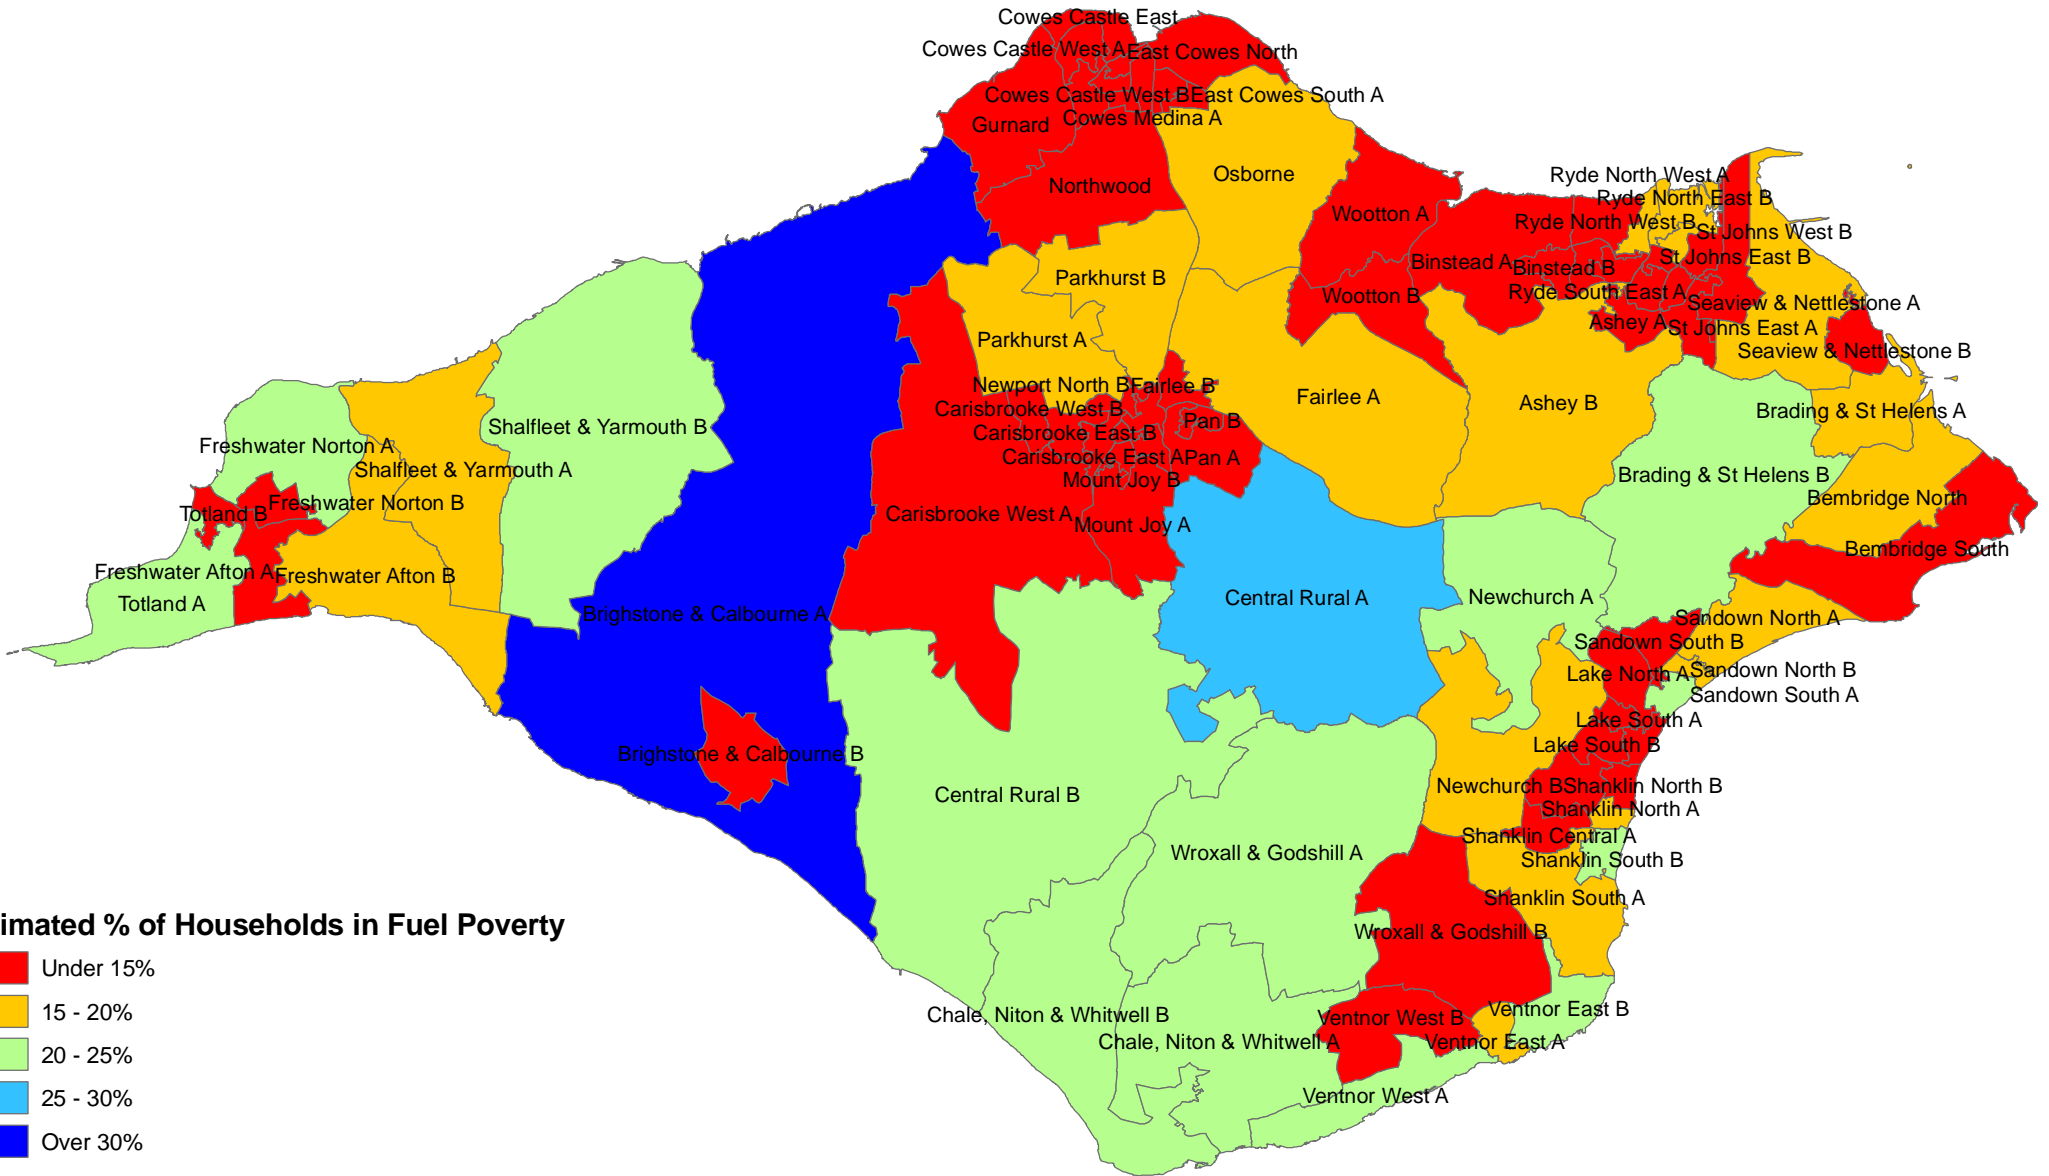 Cowes Castle East
Cowes Castle West A
East Cowes North
Cowes Castle West B
East Cowes South A
Gurnard
Cowes Medina A
Osborne
Northwood
Ryde North West A
Ryde North East B
Wootton A
Ryde North West B
St Johns West B
St Johns East B
Binstead A
Binstead B
Parkhurst B
Wootton B
Ryde South East A
Seaview & Nettlestone A
Ashey A
St Johns East A
Parkhurst A
Seaview & Nettlestone B
Newport North B
Fairlee B
Fairlee A
Ashey B
Carisbrooke West B
Brading & St Helens A
Pan B
Shalfleet & Yarmouth B
Carisbrooke East B
Freshwater Norton A
Carisbrooke East A
Pan A
Shalfleet & Yarmouth A
Brading & St Helens B
Mount Joy B
Freshwater Norton B
Bembridge North
Totland B
Carisbrooke West A
Mount Joy A
Bembridge South
Freshwater Afton A
Freshwater Afton B
Totland A
Central Rural A
Newchurch A
Brighstone & Calbourne A
Sandown North A
Sandown South B
Lake North A
Sandown North B
Sandown South A
Lake South A
Lake South B
Brighstone & Calbourne B
Newchurch B
Shanklin North B
Central Rural B
Shanklin North A
Shanklin Central A
Wroxall & Godshill A
Shanklin South B
Shanklin South A
Wroxall & Godshill B
Ventnor East B
Chale, Niton & Whitwell B
Ventnor West B
Chale, Niton & Whitwell A
Ventnor East A
Ventnor West A
imated % of Households in Fuel Poverty
Under 15%
15 - 20%
20 - 25%
25 - 30%
Over 30%